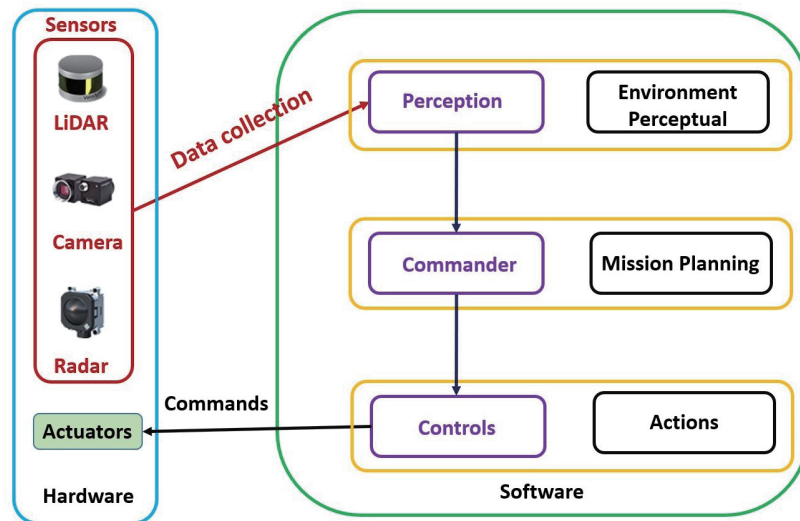 Sensors
LiDAR
Camera
Radar
Actuators
Hardware
Data collection
Commands
Perception
Environment
Perceptual
Commander
Mission Planning
Controls
Actions
Software